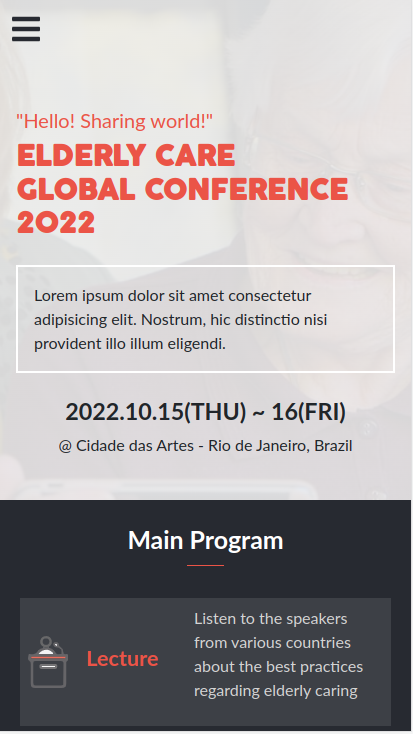 "Hello! Sharing world!"
ELDERLY CARE
GLOBAL CONFERENCE
2022
Lorem ipsum dolor sit amet consectetur
adipisicing elit. Nostrum, hic distinctio nisi
provident illo illum eligendi.
2022.10.15(THU) ~ 16(FRI)
@ Cidade das Artes - Rio de Janeiro, Brazil
Main Program
Lecture
Listen to the speakers
from various countries
about the best practices
regarding elderly caring